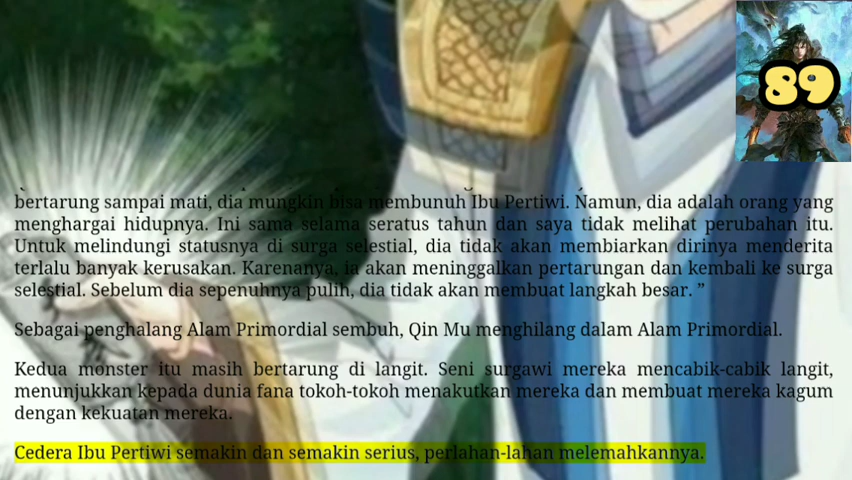 89
bertarung sampai mati, dia mungkin bisa membunuh Ibu Pertiwi. Namun, dia adalah orang yang
menghargai hidupnya. Ini sama selama seratus tahun dan saya tidak melihat perubahan itu.
Untuk melindungi statusnya di surga selestial, dia tidak akan membiarkan dirinya menderita
terlalu banyak kerusakan. Karenanya, ia akan meninggalkan pertarungan dan kembali ke surga
selestial. Sebelum dia sepenuhnya pulih, dia tidak akan membuat langkah besar. ”
Sebagai penghalang Alam Primordial sembuh, Qin Mu menghilang dalam Alam Primordial.
Kedua monster itu masih bertarung di langit. Seni surgawi mereka mencabik-cabik langit,
menunjukkan kepada dunia fana tokoh-tokoh menakutkan mereka dan membuat mereka kagum
dengan kekuatan mereka.
Cedera Ibu Pertiwi semakin dan semakin serius, perlahan-lahan melemahkannya.